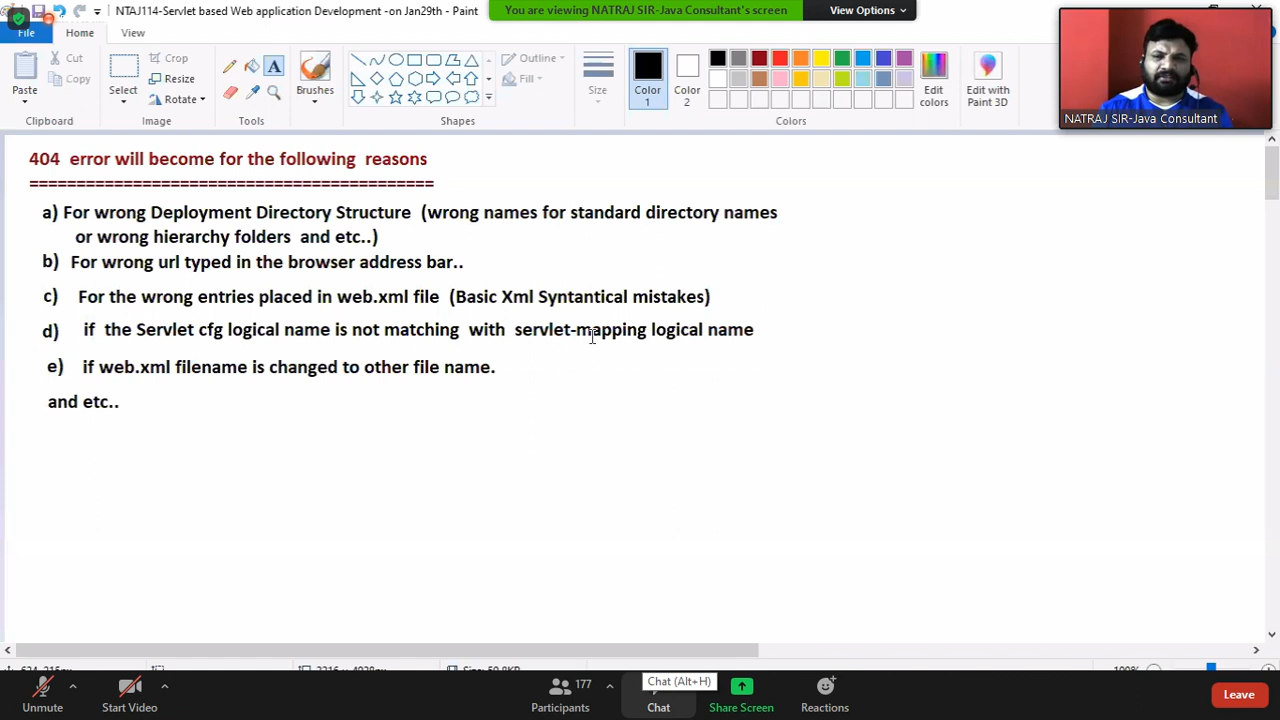 NTAJ114-Servlet based Web application Development -on Jan29th - Paint
You are viewing NATRAJ SIR-Java Consultant's screen
View Options
File
Home
View
Paste
Cut
Copy
Clipboard
Select
Crop
Resize
Rotate
Image
A
Tools
Brushes
Outline
Fill
Shapes
Size
Color
1
Color
2
Edit
colors
Edit with
Paint 3D
Colors
NATRAJ SIR-Java Consultant
404 error will become for the following reasons
===========================================
a) For wrong Deployment Directory Structure (wrong names for standard directory names
or wrong hierarchy folders and etc..)
b) For wrong url typed in the browser address bar..
c) For the wrong entries placed in web.xml file (Basic Xml Syntantical mistakes)
d) if the Servlet cfg logical name is not matching with servlet-mapping logical name
e) if web.xml filename is changed to other file name.
and etc..
Chat (Alt+H)
Unmute
Start Video
177
Participants
Chat
Share Screen
Reactions
Leave